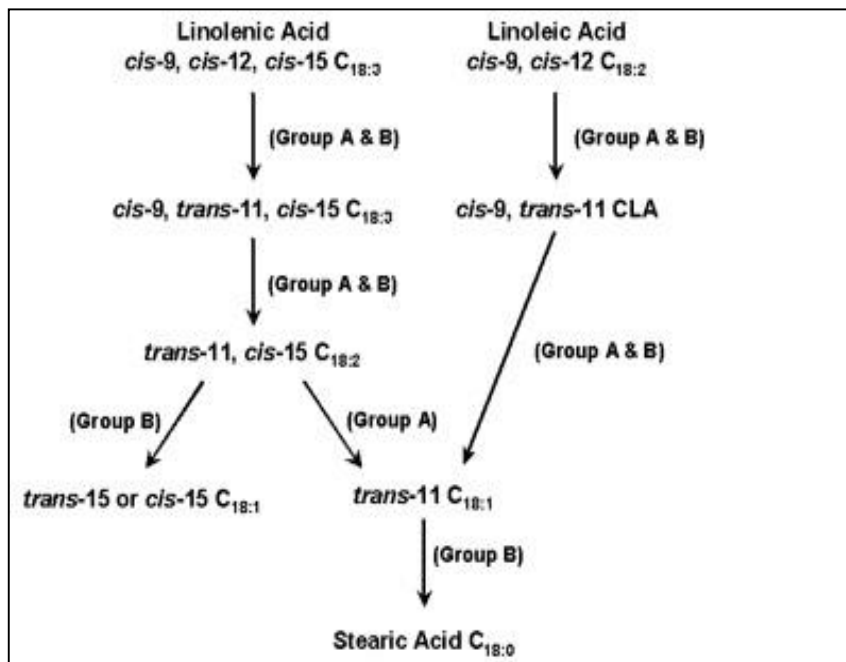 Linolenic Acid
cis-9, cis-12, cis-15 C18:3
Linoleic Acid
cis-9, cis-12 C18:2
(Group A & B)
(Group A & B)
cis-9, trans-11, cis-15 C18:3
cis-9, trans-11 CLA
(Group A & B)
(Group A & B)
trans-11, cis-15 C18:2
(Group B)
(Group A)
trans-15 or cis-15 C18:1
trans-11 C18:1
(Group B)
Stearic Acid C18:0